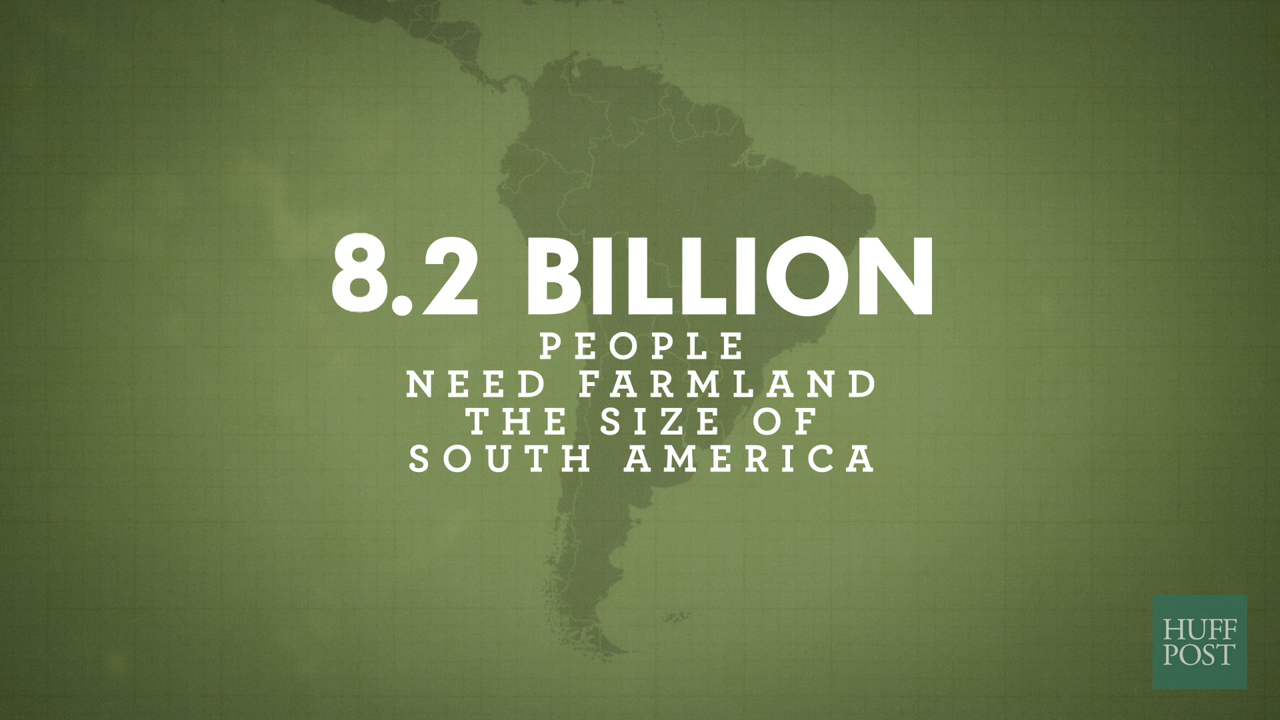 8.2 BILLION
PEOPLE
NEED FARMLAND
THE SIZE OF
SOUTH AMERICA
HUFF
POST